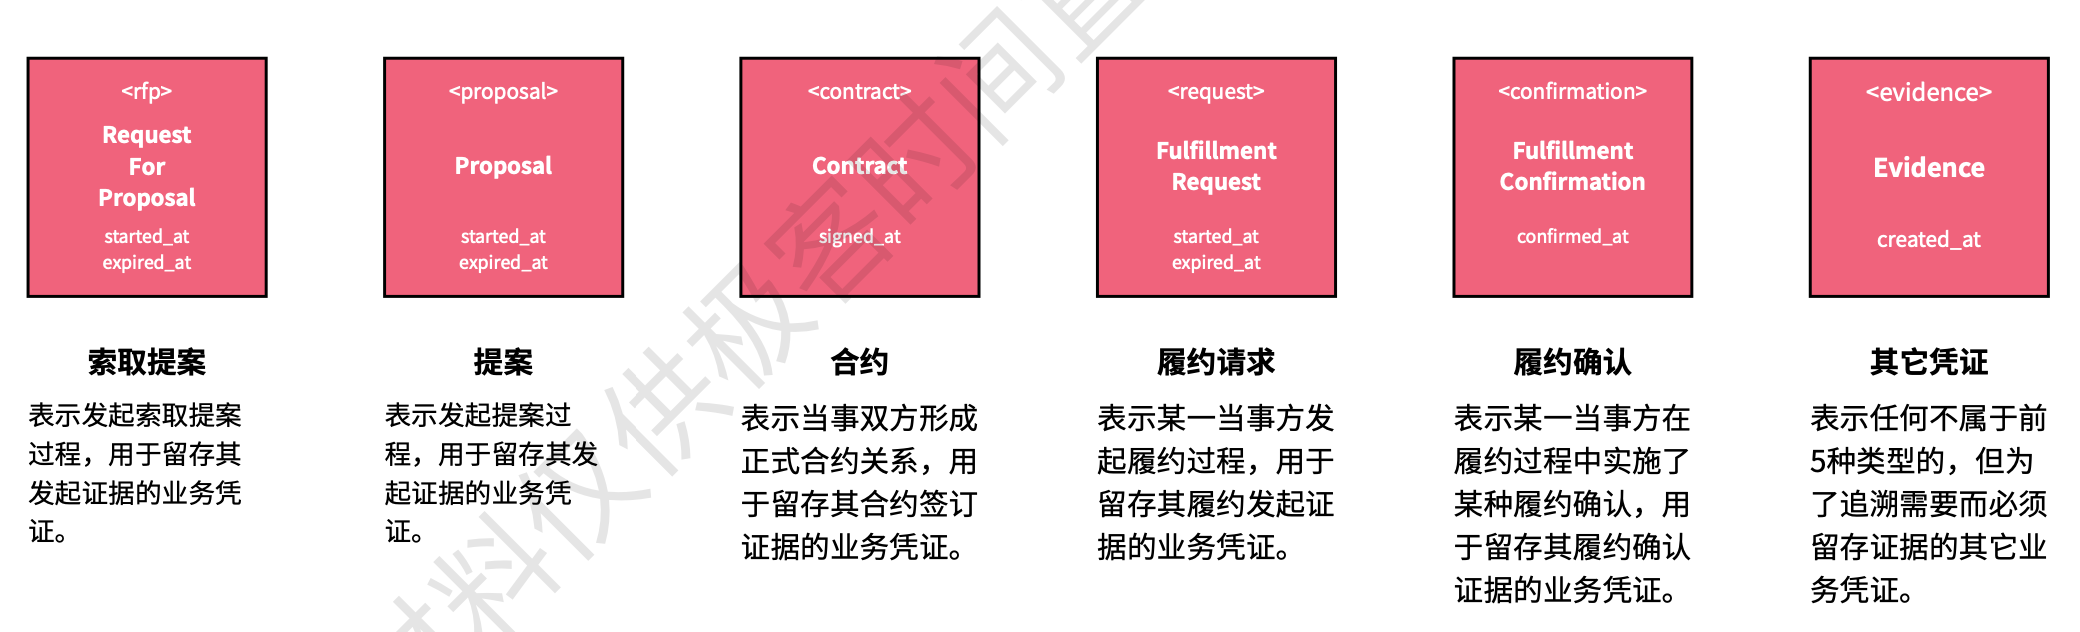 <rfp>
Request
For
Proposal
started_at
expired_at
<proposal>
Proposal
started_at
expired_at
<contract>
Contract
signed_at
<request>
Fulfillment
Request
started_at
expired_at
<confirmation>
Fulfillment
Confirmation
confirmed_at
<evidence>
Evidence
created_at
索取提案
表示发起索取提案
过程，用于留存其
发起证据的业务凭
证。
提案
表示发起提案过
程，用于留存其发
起证据的业务凭
证。
合约
表示当事双方形成
正式合约关系，用
于留存其合约签订
证据的业务凭证。
履约请求
表示某一当事方发
起履约过程，用于
留存其履约发起证
据的业务凭证。
履约确认
表示某一当事方在
履约过程中实施了
某种履约确认，用
于留存其履约确认
证据的业务凭证。
其它凭证
表示任何不属于前
5种类型的，但为
了追溯需要而必须
留存证据的其它业
务凭证。
料仅供极客时间直